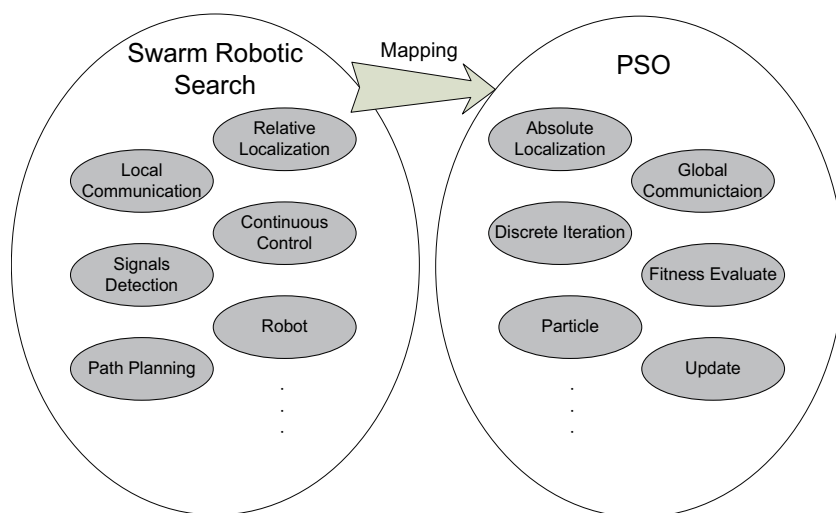 Swarm Robotic
Search
Mapping
PSO
Relative
Localization
Local
Communication
Continuous
Control
Signals
Detection
Robot
Path Planning
.
.
.
Absolute
Localization
Global
Communictaion
Discrete Iteration
Fitness Evaluate
Particle
Update
.
.
.